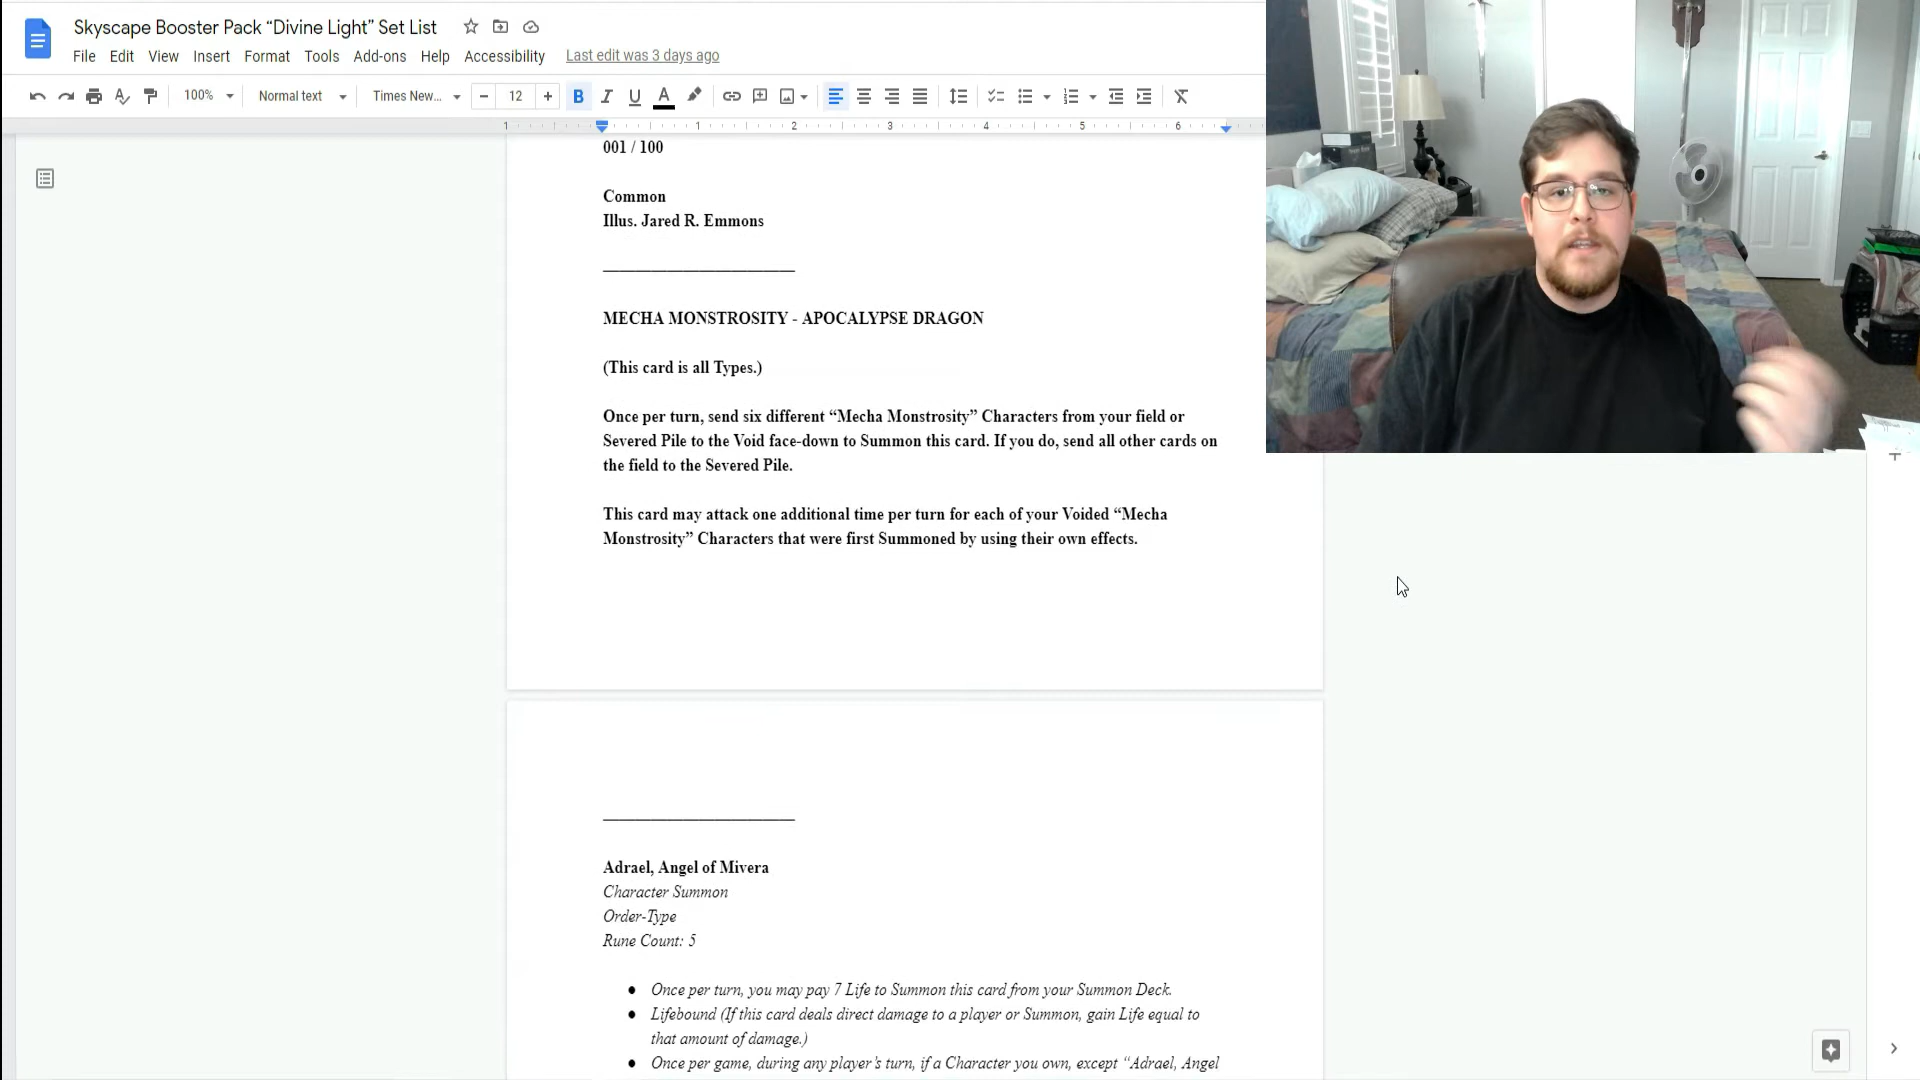 Skyscape Booster Pack “Divine Light” Set List
File Edit View Insert Format Tools Add-ons Help Accessibility Last edit was 3 days ago
100% Normal text Times New... 12 B I U A
1 1 2 3 4 5 6
001 / 100
Common
Illus. Jared R. Emmons
MECHA MONSTROSITY - APOCALYPSE DRAGON
(This card is all Types.)
Once per turn, send six different “Mecha Monstrosity” Characters from your field or
Severed Pile to the Void face-down to Summon this card. If you do, send all other cards on
the field to the Severed Pile.
This card may attack one additional time per turn for each of your Voided “Mecha
Monstrosity” Characters that were first Summoned by using their own effects.
Adrael, Angel of Mivera
Character Summon
Order-Type
Rune Count: 5
● Once per turn, you may pay 7 Life to Summon this card from your Summon Deck.
● Lifebound (If this card deals direct damage to a player or Summon, gain Life equal to
that amount of damage.)
● Once per game, during any player’s turn, if a Character you own, except “Adrael, Angel